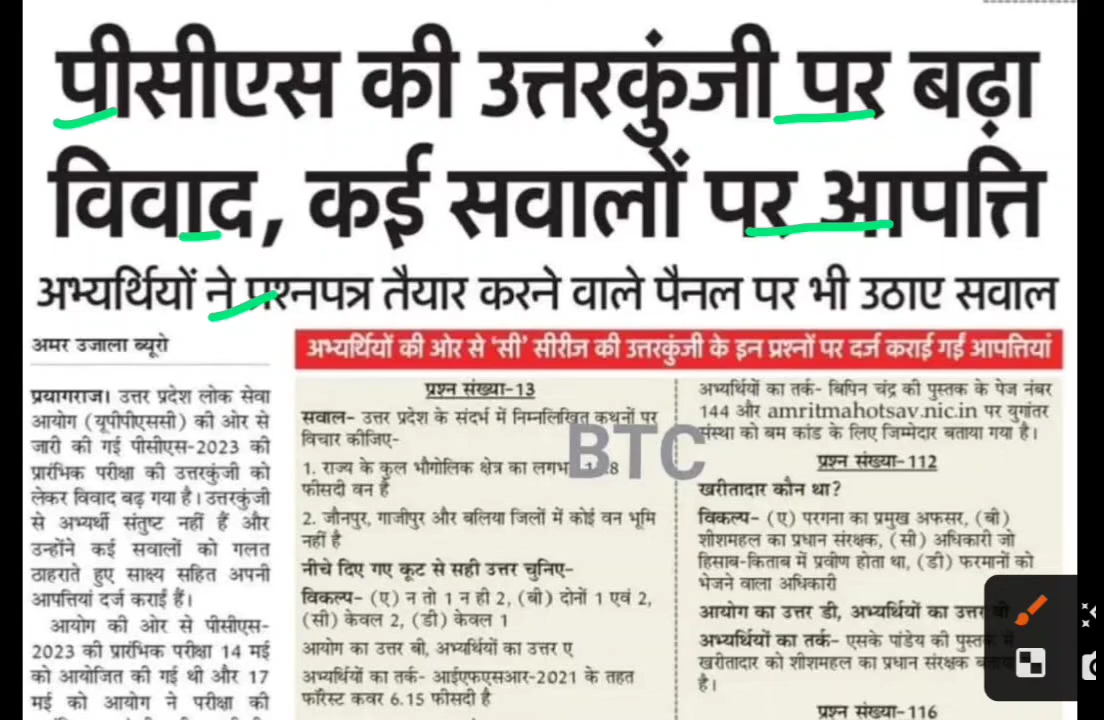 पीसीएस की उत्तरकुंजी पर बढ़ा
विवाद, कई सवालों पर आपत्ति
अभ्यर्थियों ने प्रश्नपत्र तैयार करने वाले पैनल पर भी उठाए सवाल
अमर उजाला ब्यूरो
प्रयागराज। उत्तर प्रदेश लोक सेवा
आयोग (यूपीपीएससी) की ओर से
जारी की गई पीसीएस-2023 की
प्रारंभिक परीक्षा की उत्तरकुंजी को
लेकर विवाद बढ़ गया है। उत्तरकुंजी
से अभ्यर्थी संतुष्ट नहीं हैं और
उन्होंने कई सवालों को गलत
ठहराते हुए साक्ष्य सहित अपनी
आपत्तियां दर्ज कराई हैं।
आयोग की ओर से पीसीएस-
2023 की प्रारंभिक परीक्षा 14 मई
को आयोजित की गई थी और 17
मई को आयोग ने परीक्षा की
अभ्यर्थियों की ओर से 'सी' सीरीज की उत्तरकुंजी के इन प्रश्नों पर दर्ज कराई गईं आपत्तियां
प्रश्न संख्या-13
सवाल- उत्तर प्रदेश के संदर्भ में निम्नलिखित कथनों पर
विचार कीजिए-
1. राज्य के कुल भौगोलिक क्षेत्र का
फीसदी वन है
2. जौनपुर, गाजीपुर और बलिया जिलों में कोई वन भूमि
नहीं है
नीचे दिए गए कूट से सही उत्तर चुनिए-
विकल्प- (ए) न तो 1 न ही 2, (बी) दोनों 1 एवं 2,
(सी) केवल 2, (डी) केवल 1
आयोग का उत्तर बी, अभ्यर्थियों का उत्तर ए
अभ्यर्थियों का तर्क- आईएफएसआर-2021 के तहत
फॉरेस्ट कवर 6.15 फीसदी है
अभ्यर्थियों का तर्क- बिपिन चंद्र की पुस्तक के पेज नंबर
144 और amritmahotsav.nic.in पर युगांतर
संस्था को बम कांड के लिए जिम्मेदार बताया गया है।
प्रश्न संख्या-112
खरीतादार कौन था?
विकल्प- (ए) परगना का प्रमुख अफसर, (बी)
शीशमहल का प्रधान संरक्षक, (सी) अधिकारी जो
हिसाब-किताब में प्रवीण होता था, (डी) फरमानों को
भेजने वाला अधिकारी
आयोग का उत्तर डी, अभ्यर्थियों का उत्तर
अभ्यर्थियों का तर्क- एसके पांडेय की पुस्तक
खरीतादार को शीशमहल का प्रधान संरक्षक
है।
प्रश्न संख्या-116
BTC